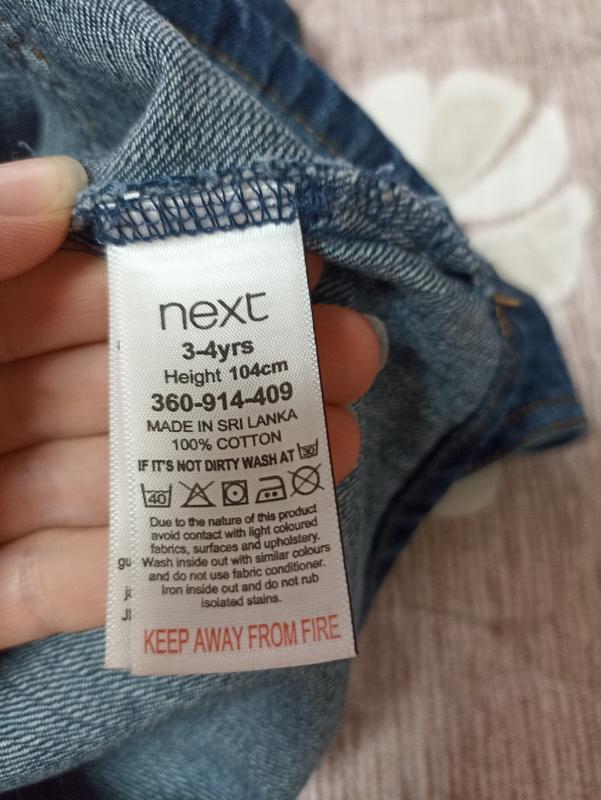 next
3-4yrs
Height 104cm
360-914-409
MADE IN SRI LANKA
100% COTTON
IF IT'S NOT DIRTY WASH AT 30
40
Due to the nature of this product
avoid contact with light coloured
fabrics, surfaces and upholstery.
Wash inside out with similar colours
and do not use fabric conditioner.
Iron inside out and do not rub
isolated stains.
KEEP AWAY FROM FIRE
gu